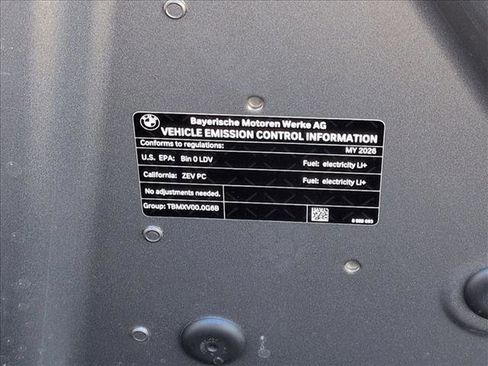 Bayerische Motoren Werke AG
VEHICLE EMISSION CONTROL INFORMATION
Conforms to regulations: MY 2026
U.S. EPA: Bin 0 LDV Fuel: electricity Li+
California: ZEV PC Fuel: electricity Li+
No adjustments needed.
Group: TBMXV00.0G6B